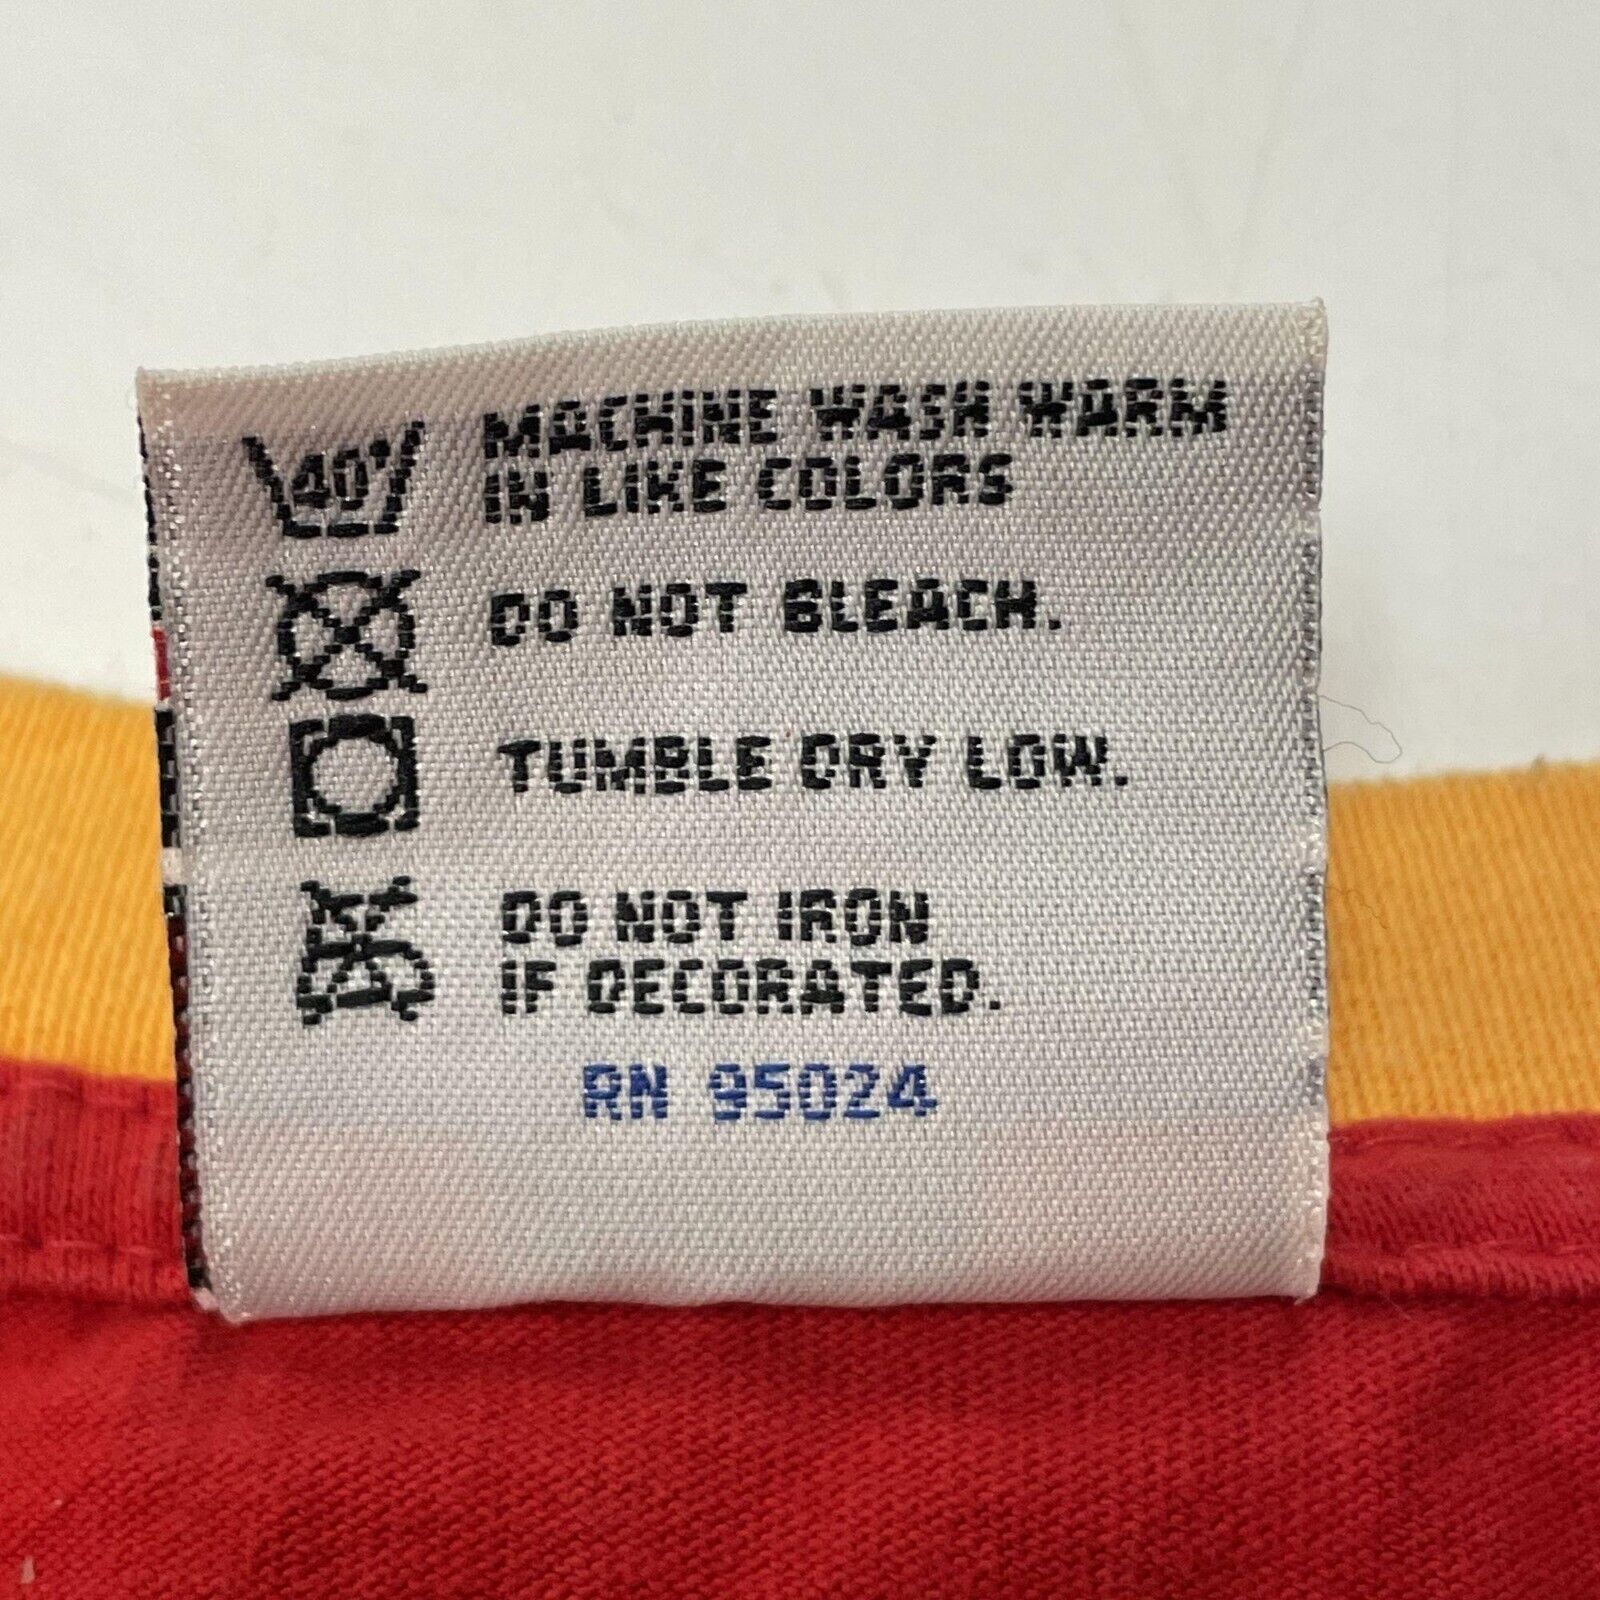 40° MACHINE WASH WARM
IN LIKE COLORS
DO NOT BLEACH.
TUMBLE DRY LOW.
DO NOT IRON
IF DECORATED.
RN 95024